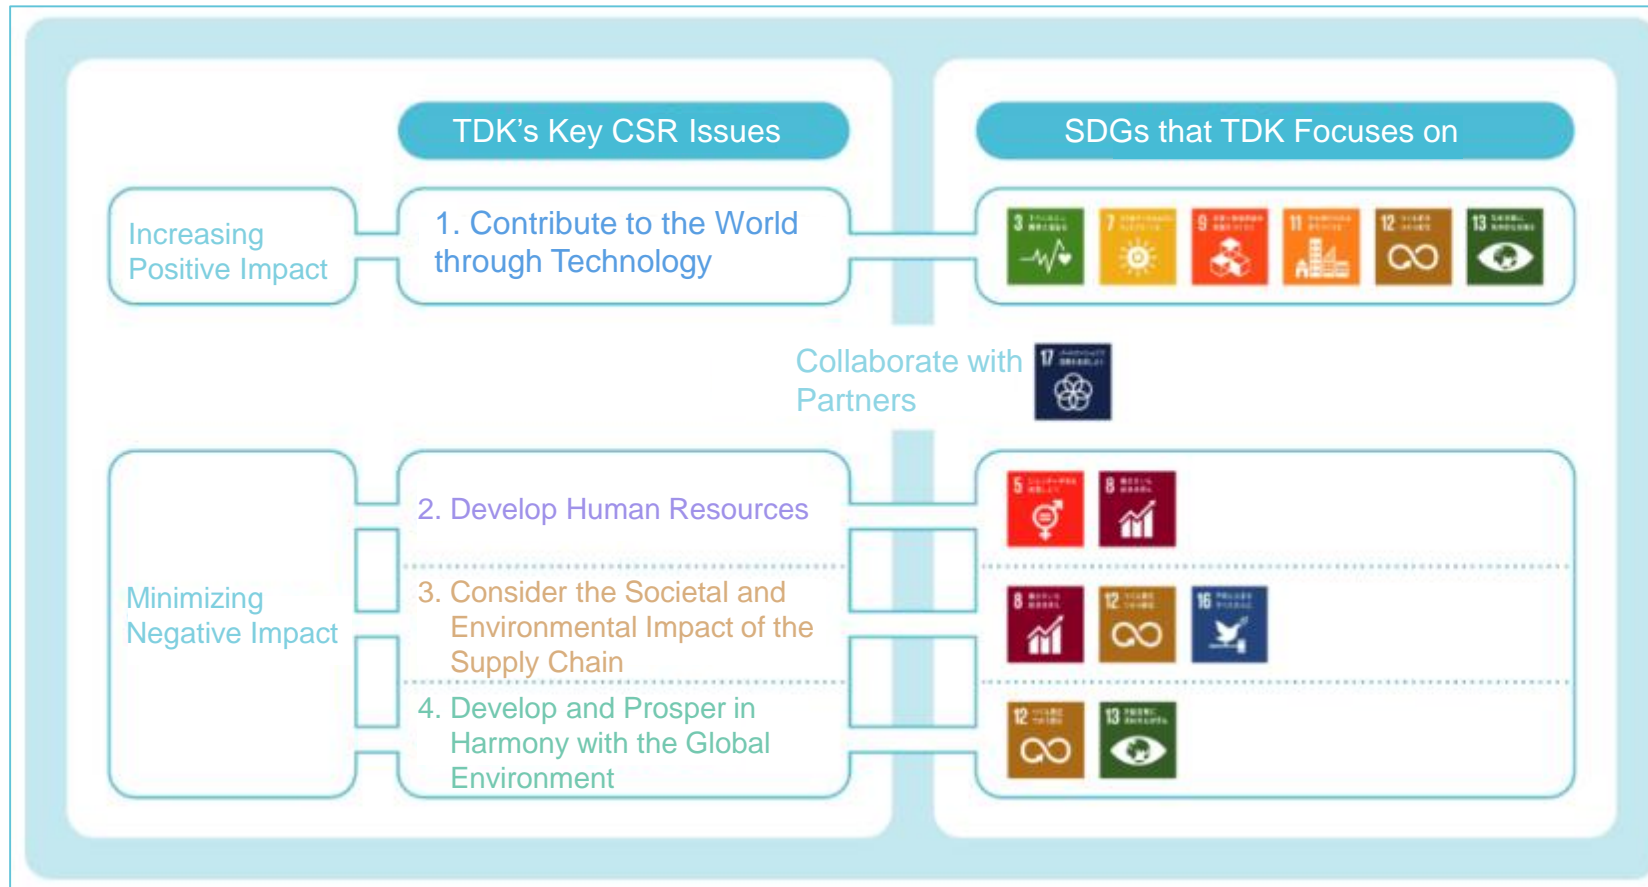 TDK's Key CSR Issues
SDGs that TDK Focuses on
Increasing
Positive Impact
1. Contribute to the World
through Technology
3
7
9
11
12
13
Collaborate with
Partners
17
Minimizing
Negative Impact
2. Develop Human Resources
5
8
3. Consider the Societal and
Environmental Impact of the
Supply Chain
8
12
16
4. Develop and Prosper in
Harmony with the Global
Environment
12
13